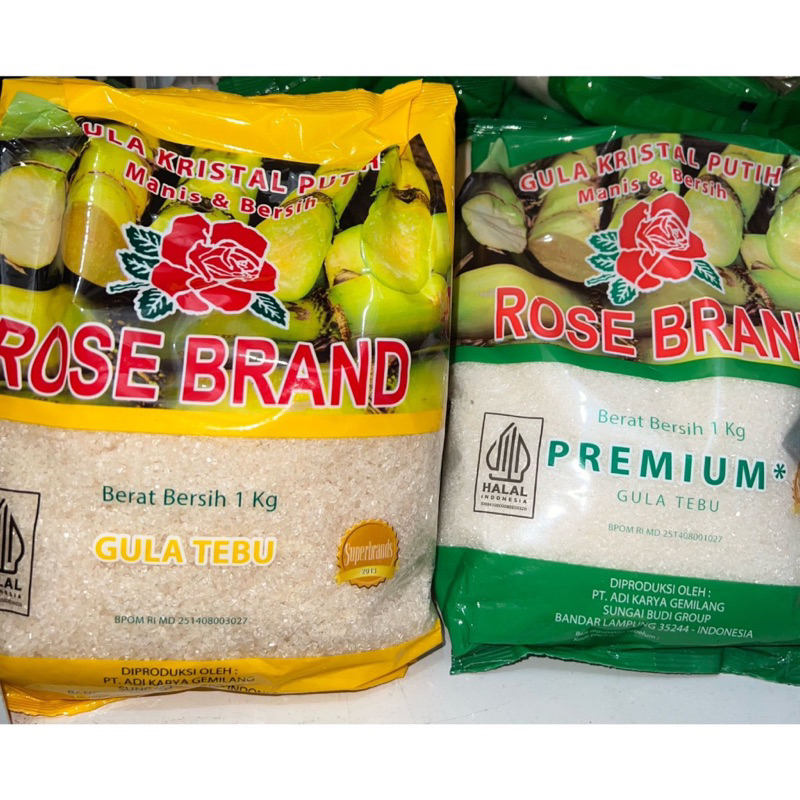 GULA KRISTAL PUTIH
Manis & Bersih
ROSE BRAND
Berat Bersih 1 Kg
GULA TEBU
Superbrands
2013
HALAL
BPOM RI MD 251408003027
DIPRODUKSI OLEH :
PT. ADI KARYA GEMILANG
GULA KRISTAL PUTIH
Manis & Bersih
ROSE BRAN
Berat Bersih 1 Kg
PREMIUM*
GULA TEBU
HALAL
INDONESIA
BPOM RI MD 251408001027
DIPRODUKSI OLEH :
PT. ADI KARYA GEMILANG
SUNGAI BUDI GROUP
BANDAR LAMPUNG 35244 - INDONESIA